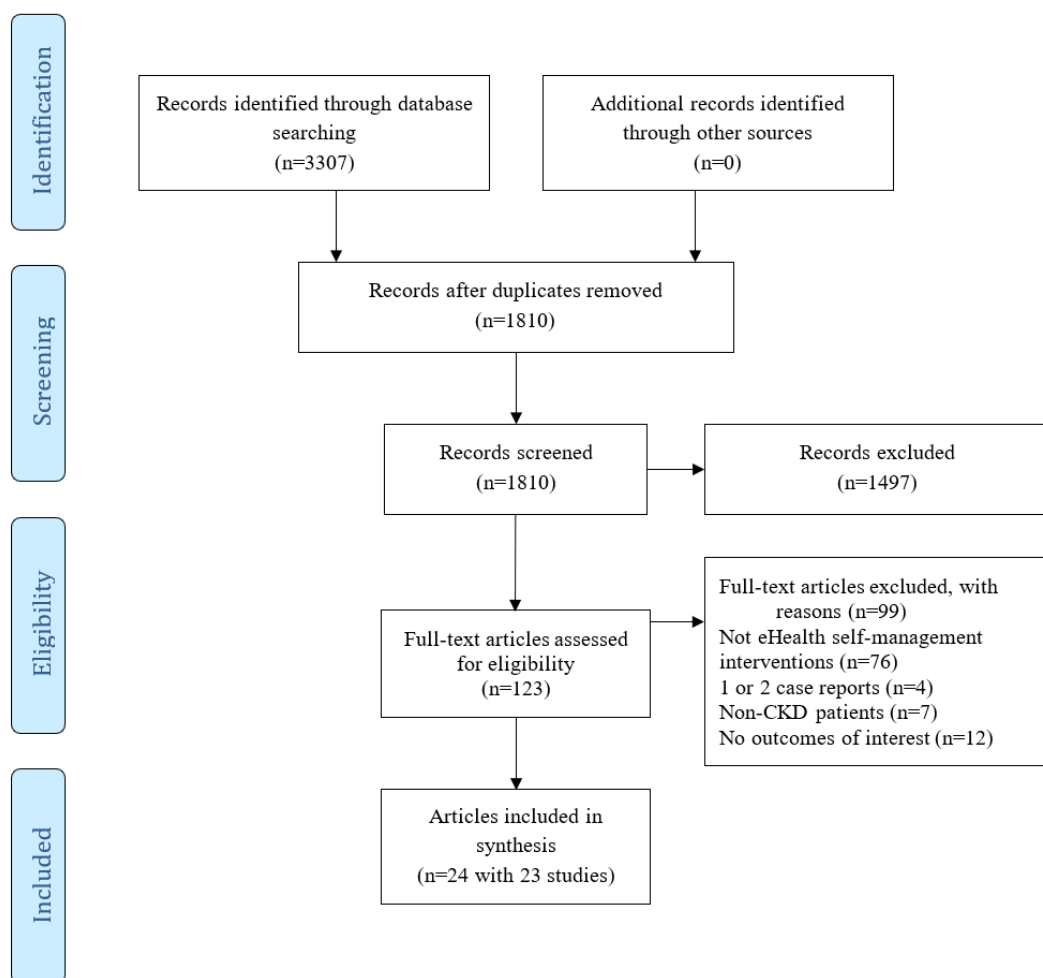 Identification
Records identified through database
searching
(n=3307)
Additional records identified
through other sources
(n=0)
Screening
Records after duplicates removed
(n=1810)
Records screened
(n=1810)
Records excluded
(n=1497)
Eligibility
Full-text articles assessed
for eligibility
(n=123)
Full-text articles excluded, with
reasons (n=99)
Not eHealth self-management
interventions (n=76)
1 or 2 case reports (n=4)
Non-CKD patients (n=7)
No outcomes of interest (n=12)
Included
Articles included in
synthesis
(n=24 with 23 studies)